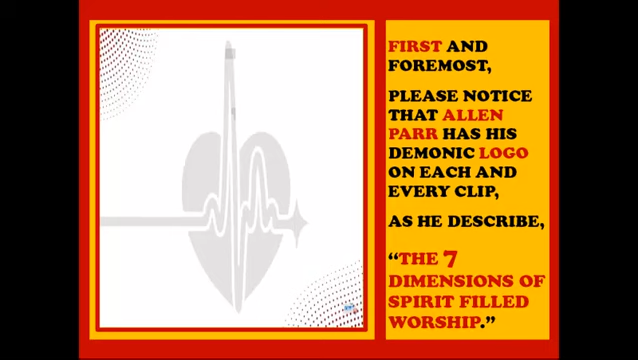 FIRST AND
FOREMOST,
PLEASE NOTICE
THAT ALLEN
PARR HAS HIS
DEMONIC LOGO
ON EACH AND
EVERY CLIP,
AS HE DESCRIBE,
“THE 7
DIMENSIONS OF
SPIRIT FILLED
WORSHIP.”